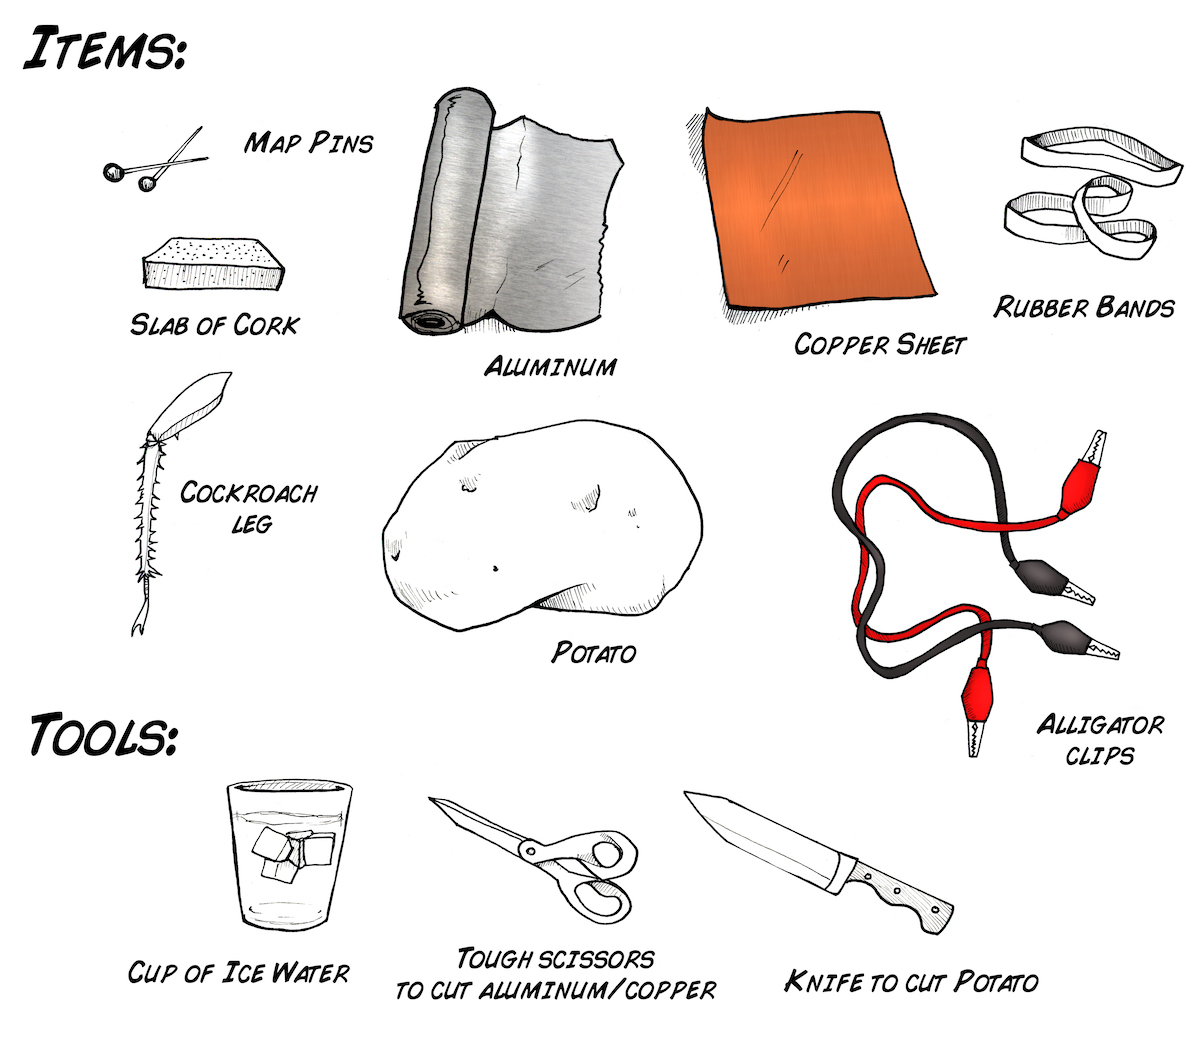 Items:
Map Pins
Slab of Cork
Aluminum
Copper Sheet
Rubber Bands
Cockroach
leg
Potato
Alligator
clips
Tools:
Cup of Ice Water
Tough scissors
to cut aluminum/copper
Knife to cut Potato